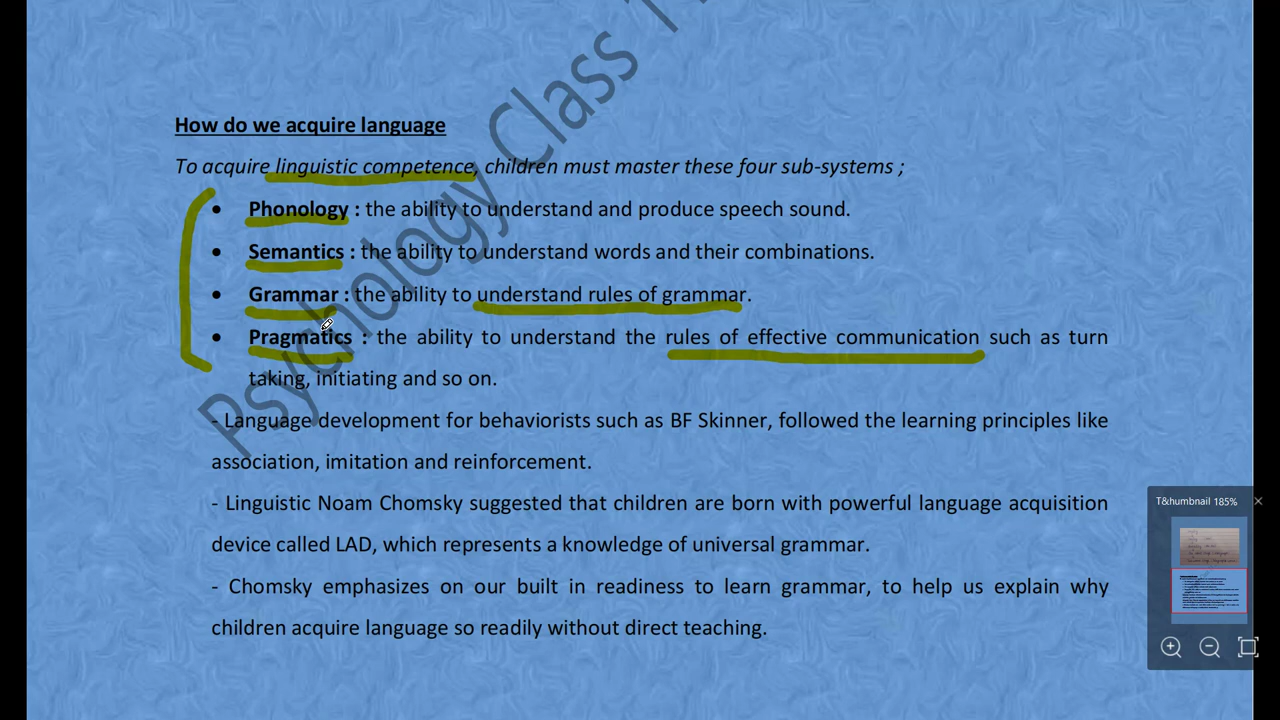 How do we acquire language
To acquire linguistic competence, children must master these four sub-systems ;
• Phonology : the ability to understand and produce speech sound.
• Semantics : the ability to understand words and their combinations.
• Grammar : the ability to understand rules of grammar.
• Pragmatics : the ability to understand the rules of effective communication such as turn
taking, initiating and so on.
- Language development for behaviorists such as BF Skinner, followed the learning principles like
association, imitation and reinforcement.
- Linguistic Noam Chomsky suggested that children are born with powerful language acquisition
device called LAD, which represents a knowledge of universal grammar.
- Chomsky emphasizes on our built in readiness to learn grammar, to help us explain why
children acquire language so readily without direct teaching.
Psychology Class
T&humbnail 185%